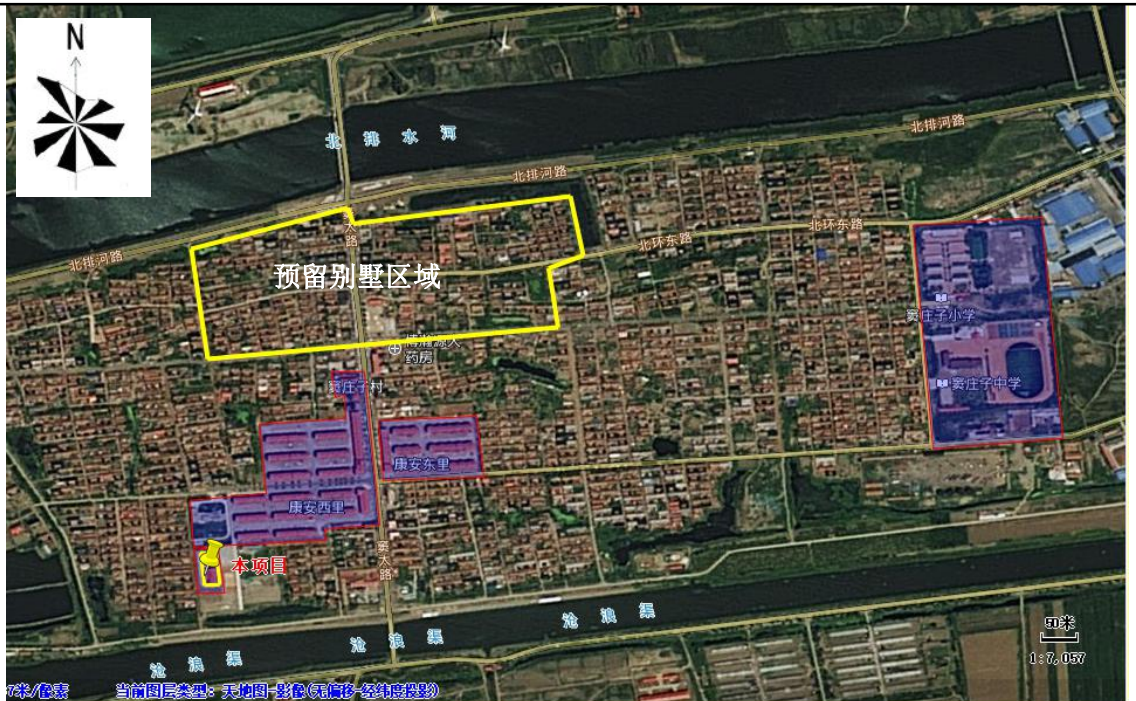 N
北排水河
北排河路
北排河路
北排河路
窦大路
北环东路
北环东路
预留别墅区域
窦庄子小学
药房
窦庄子村
窦庄子中学
康安东里
康安西里
本项目
窦大路
沧浪渠
沧浪渠
沧浪渠
90米
1:7,057
7米/像素
当前图层类型：天地图-影像(无偏移-经纬度投影)